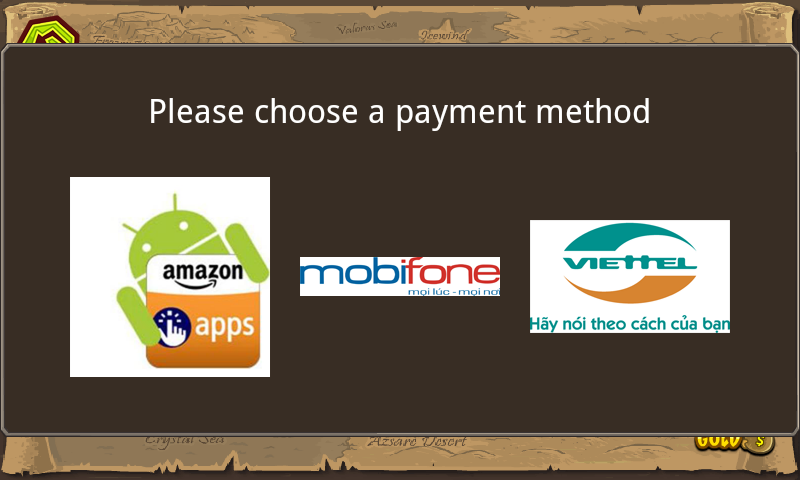 Valorn Sea
Icewind
Please choose a payment method
amazon
apps
mobifone
mọi lúc - mọi nơi
VIETTEL
Hãy nói theo cách của bạn
Crystal Sea
Azsare Desert
GOLD $